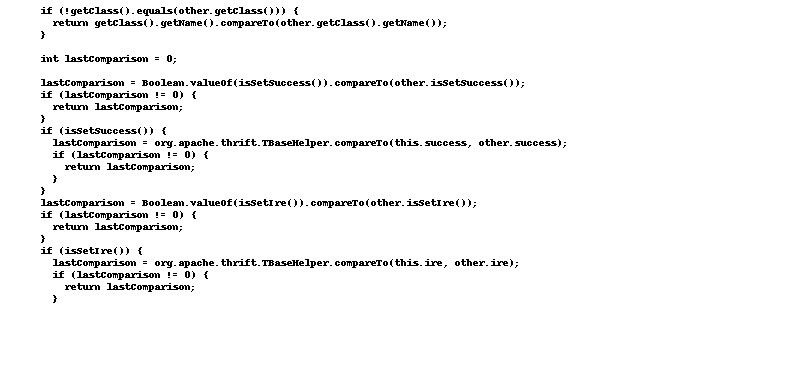 if (!getClass().equals(other.getClass())) {
  return getClass().getName().compareTo(other.getClass().getName());
}

int lastComparison = 0;

lastComparison = Boolean.valueOf(isSetSuccess()).compareTo(other.isSetSuccess());
if (lastComparison != 0) {
  return lastComparison;
}
if (isSetSuccess()) {
  lastComparison = org.apache.thrift.TBaseHelper.compareTo(this.success, other.success);
  if (lastComparison != 0) {
    return lastComparison;
  }
}
lastComparison = Boolean.valueOf(isSetIre()).compareTo(other.isSetIre());
if (lastComparison != 0) {
  return lastComparison;
}
if (isSetIre()) {
  lastComparison = org.apache.thrift.TBaseHelper.compareTo(this.ire, other.ire);
  if (lastComparison != 0) {
    return lastComparison;
  }